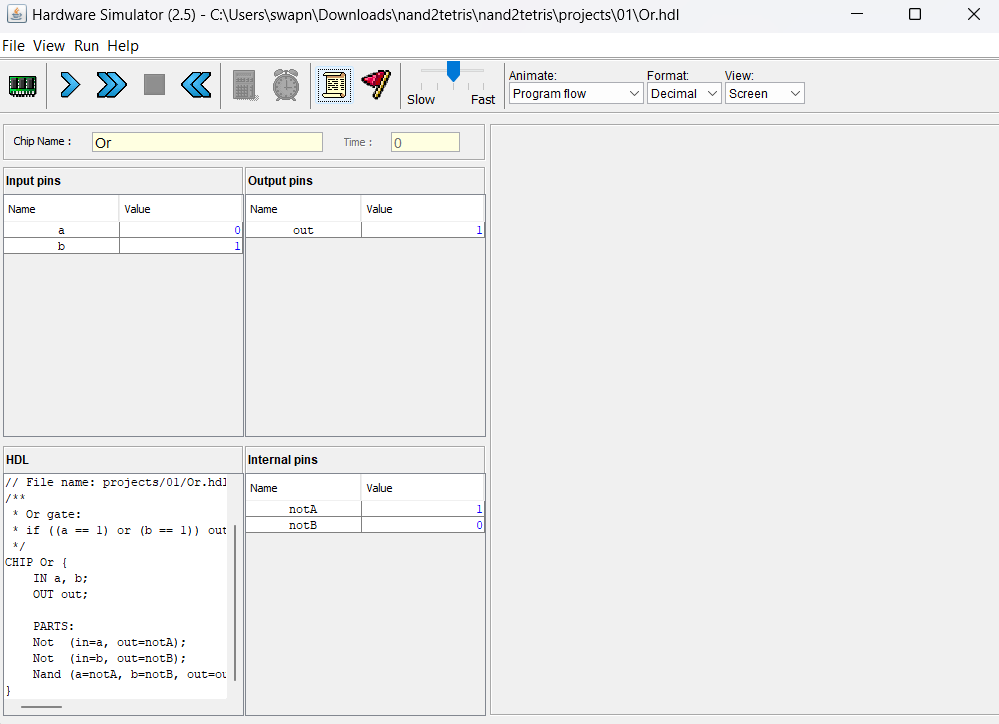 Hardware Simulator (2.5) - C:\Users\swapn\Downloads\nand2tetris\nand2tetris\projects\01\Or.hdl
File View Run Help
Slow Fast
Animate: Format: View:
Program flow Decimal Screen
Chip Name : Or Time : 0
Input pins Output pins
Name Value Name Value
a 0 out 1
b 1
HDL Internal pins
Name Value
notA 1
notB 0
// File name: projects/01/Or.hdl
/**
* Or gate:
* if ((a == 1) or (b == 1)) out
*/
CHIP Or {
IN a, b;
OUT out;
PARTS:
Not (in=a, out=notA);
Not (in=b, out=notB);
Nand (a=notA, b=notB, out=ou
}